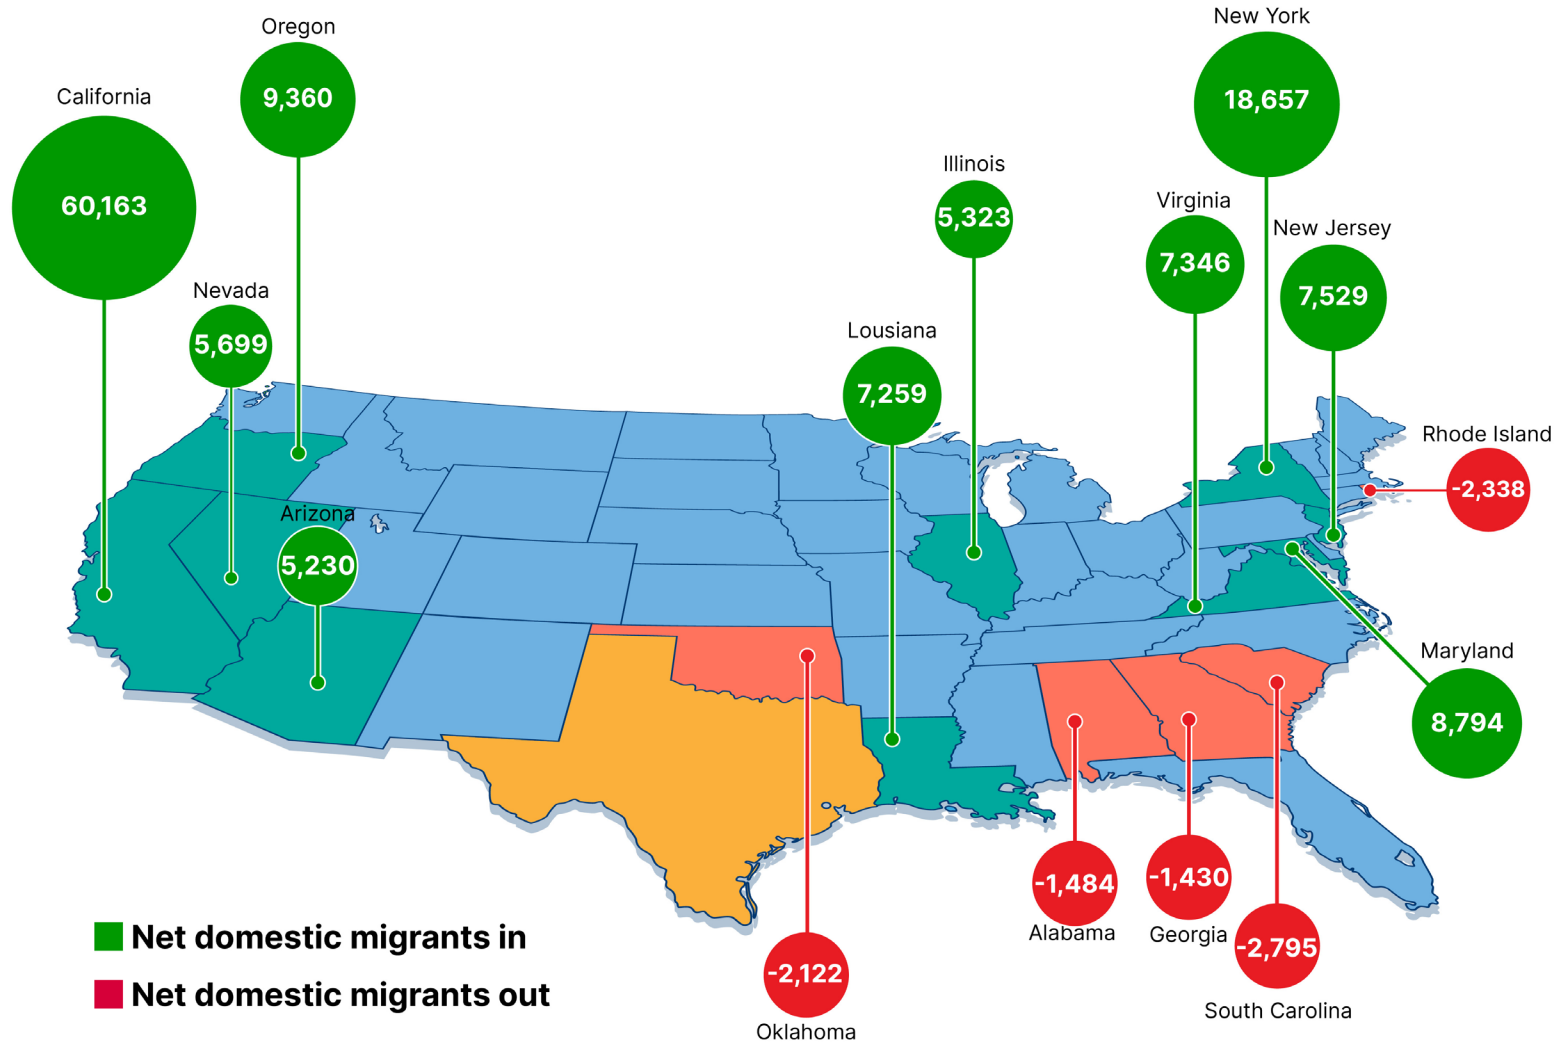 New York
Oregon
18,657
9,360
California
60,163
Illinois
5,323
Virginia
7,346
New Jersey
7,529
Nevada
5,699
Lousiana
7,259
Rhode Island
-2,338
Arizona
5,230
Maryland
8,794
-1,484
Alabama
-1,430
Georgia
-2,795
South Carolina
-2,122
Oklahoma
Net domestic migrants in
Net domestic migrants out